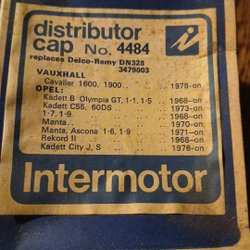 distributor
cap No. 4484
replaces Delco-Remy DN328
3479003
VAUXHALL
Cavalier 1600, 1900 1975-on
OPEL:
Kadett B Olympia GT, 1·1, 1·5 1968-on
Kadett C55, 60DS 1973-on
1·7, 1·9 1968-on
Manta 1970-on
Manta, Ascona 1·6, 1·9 1971-on
Rekord II 1968-on
Kadett City J, S 1976-on
Intermotor